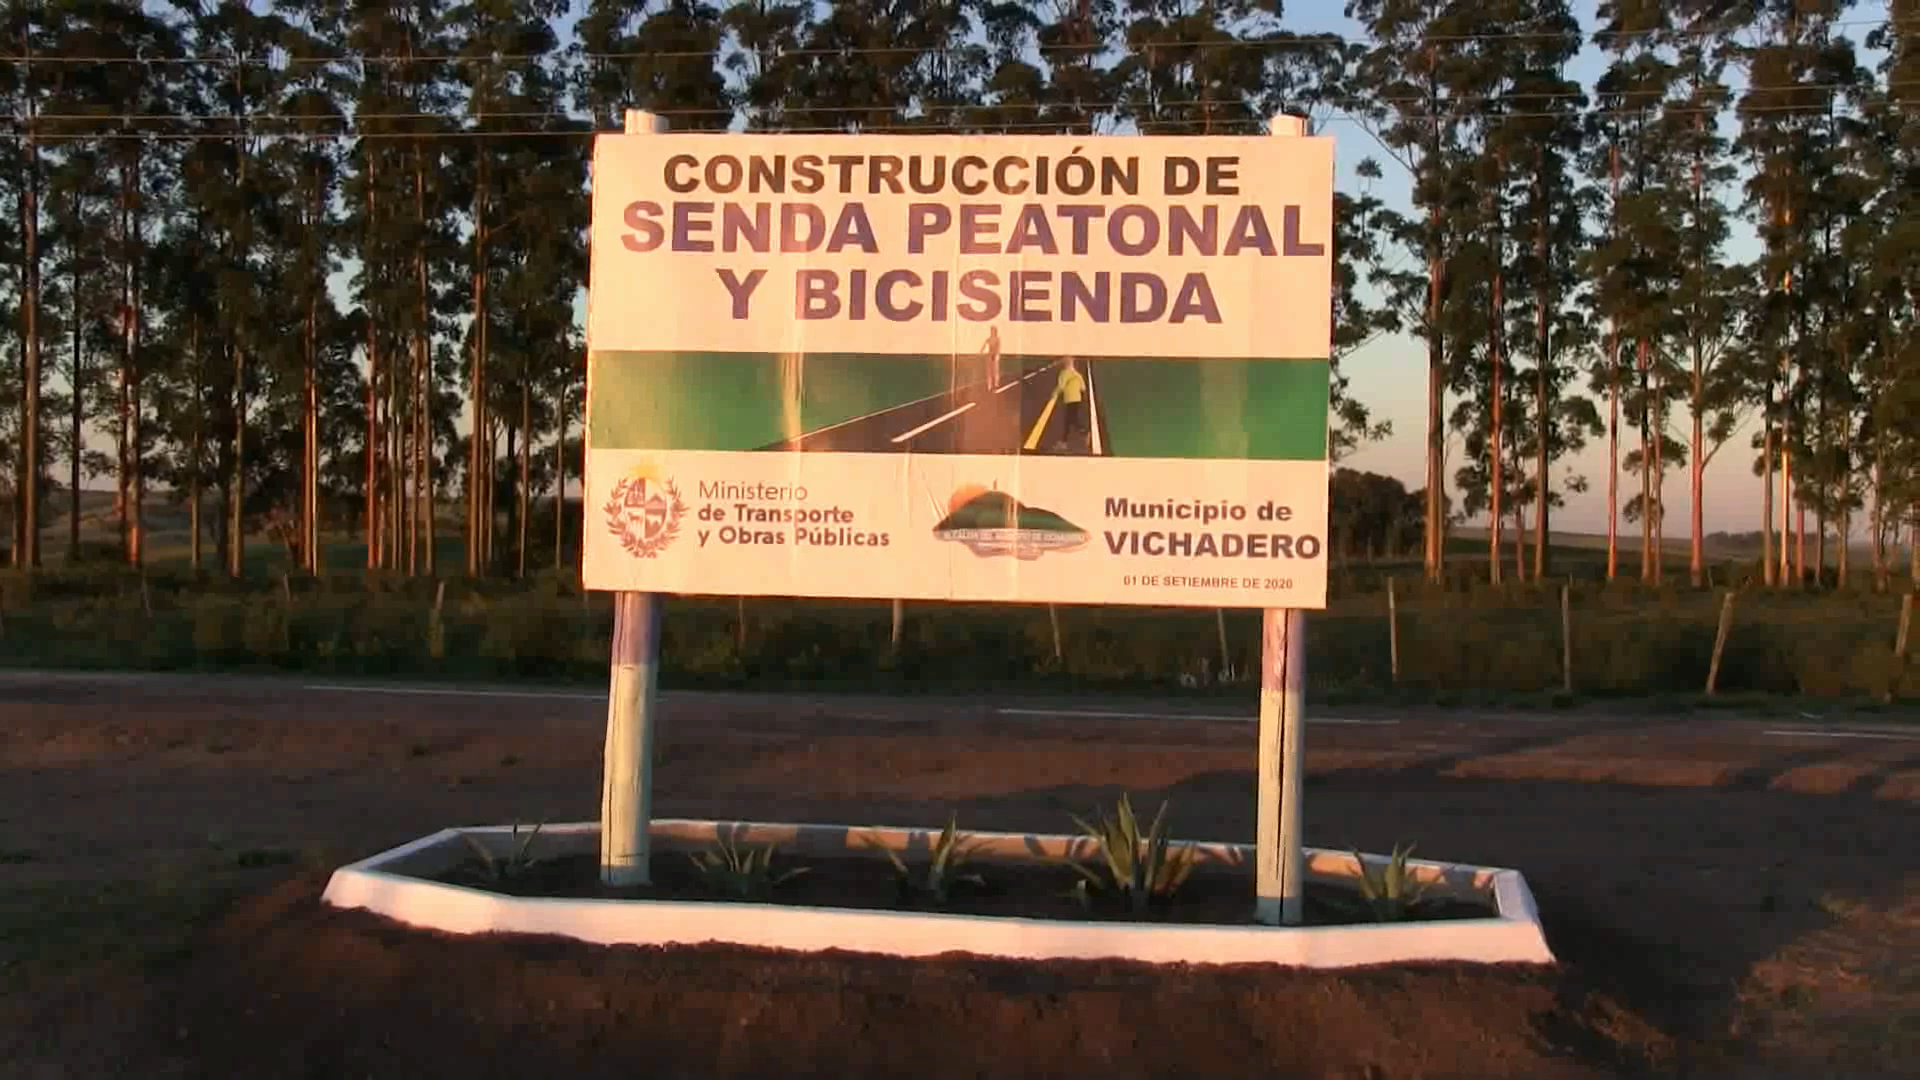 CONSTRUCCIÓN DE
SENDA PEATONAL
Y BICISENDA
Ministerio
de Transporte
y Obras Públicas
Municipio de
VICHADERO
01 DE SETIEMBRE DE 2020